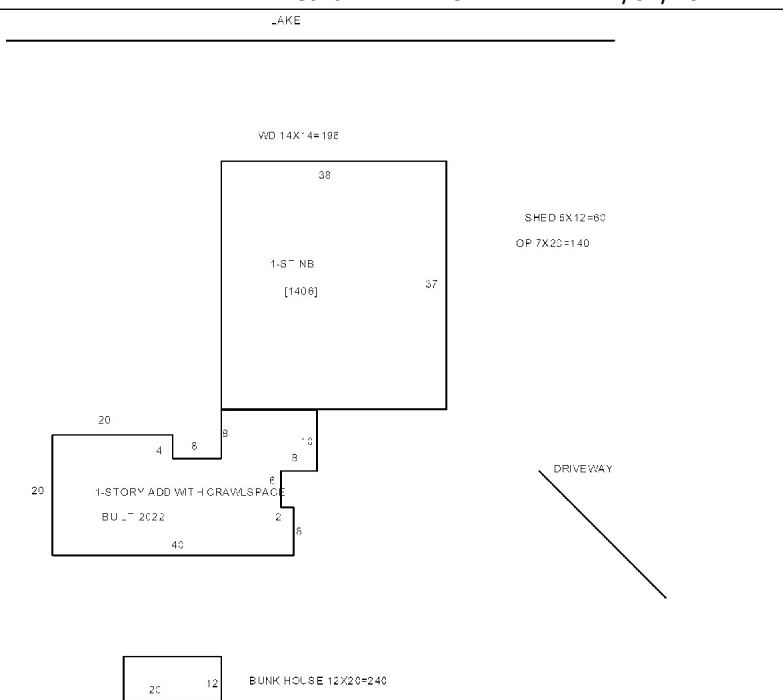 WD 14X14=196
38
SHED 5X12=60
OP 7X20=140
1-ST NB
[1406]
37
20
8
4
8
10
8
DRIVEWAY
6
20
1-STORY ADD WITH CRAWLSPACE
BUILT 2022
2
8
40
BUNK HOUSE 12X20=240
12
20
LAKE